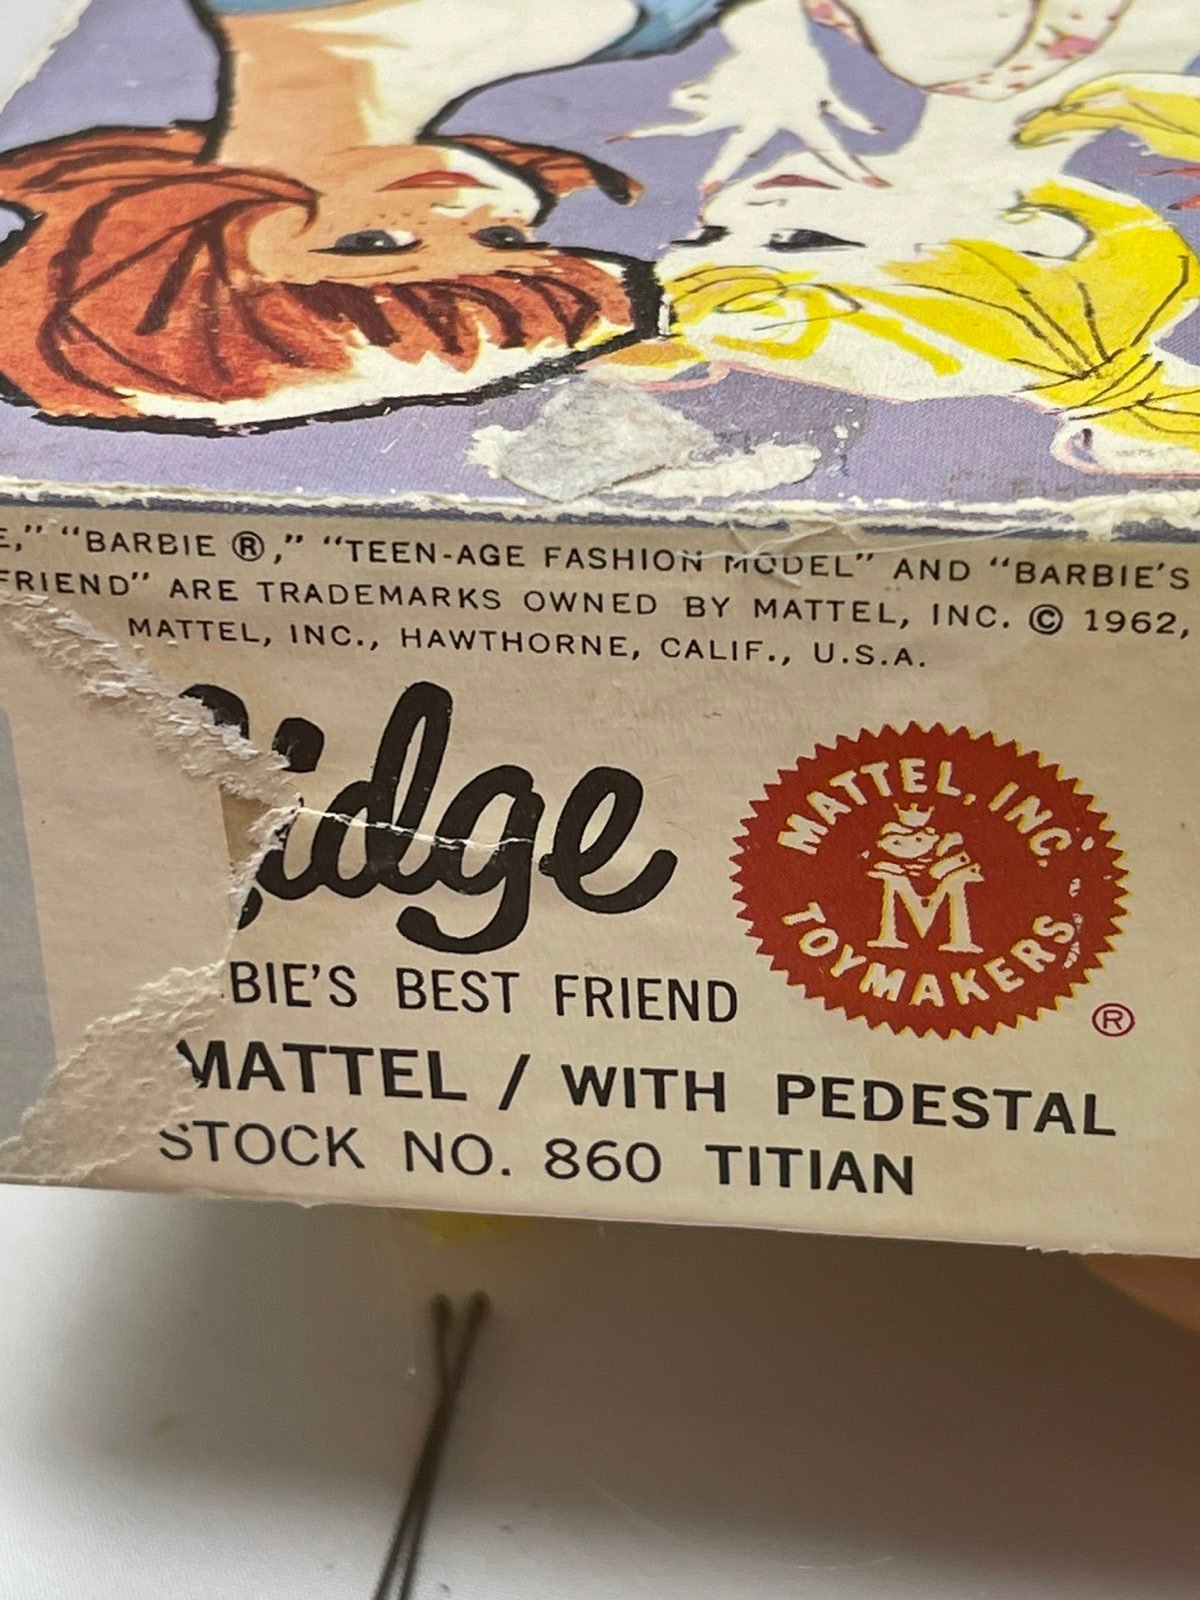 E," "BARBIE ®," "TEEN-AGE FASHION MODEL" AND "BARBIE'S
FRIEND" ARE TRADEMARKS OWNED BY MATTEL, INC. © 1962,
MATTEL, INC., HAWTHORNE, CALIF., U.S.A.
idge
BIE'S BEST FRIEND
MATTEL / WITH PEDESTAL
STOCK NO. 860 TITIAN
MATTEL, INC.
M
TOYMAKERS
®